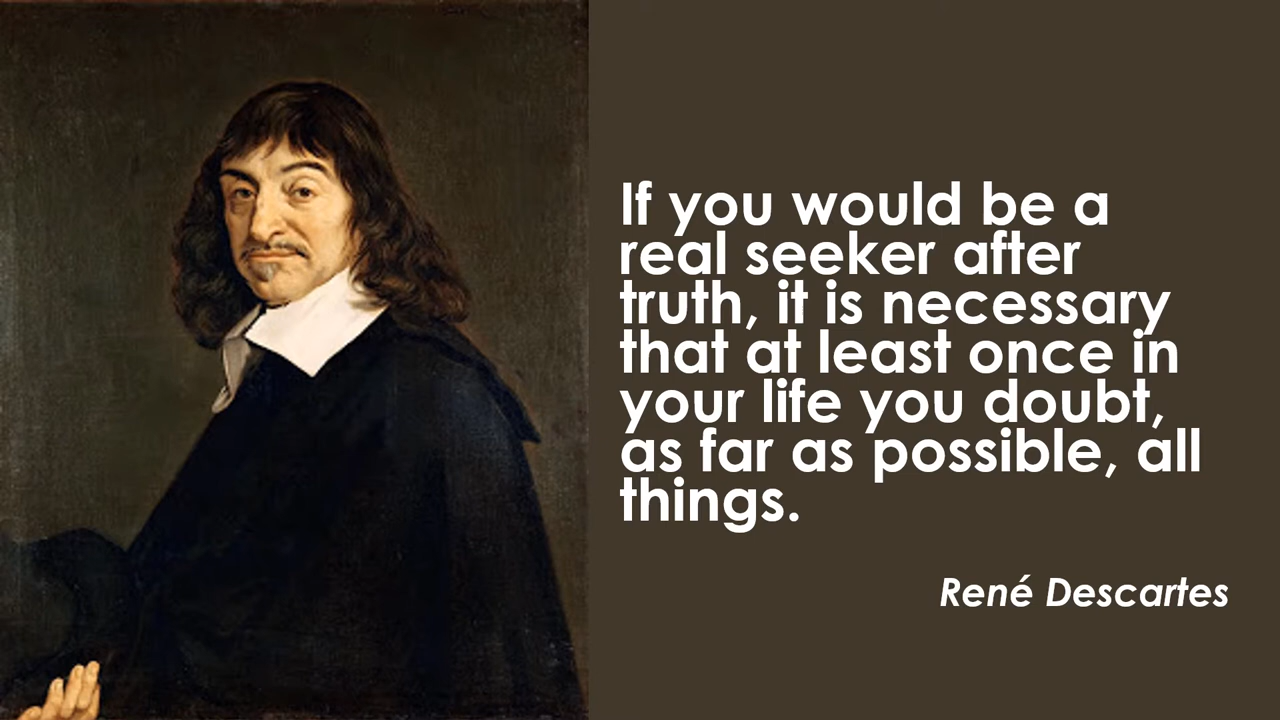 If you would be a
real seeker after
truth, it is necessary
that at least once in
your life you doubt,
as far as possible, all
things.
René Descartes